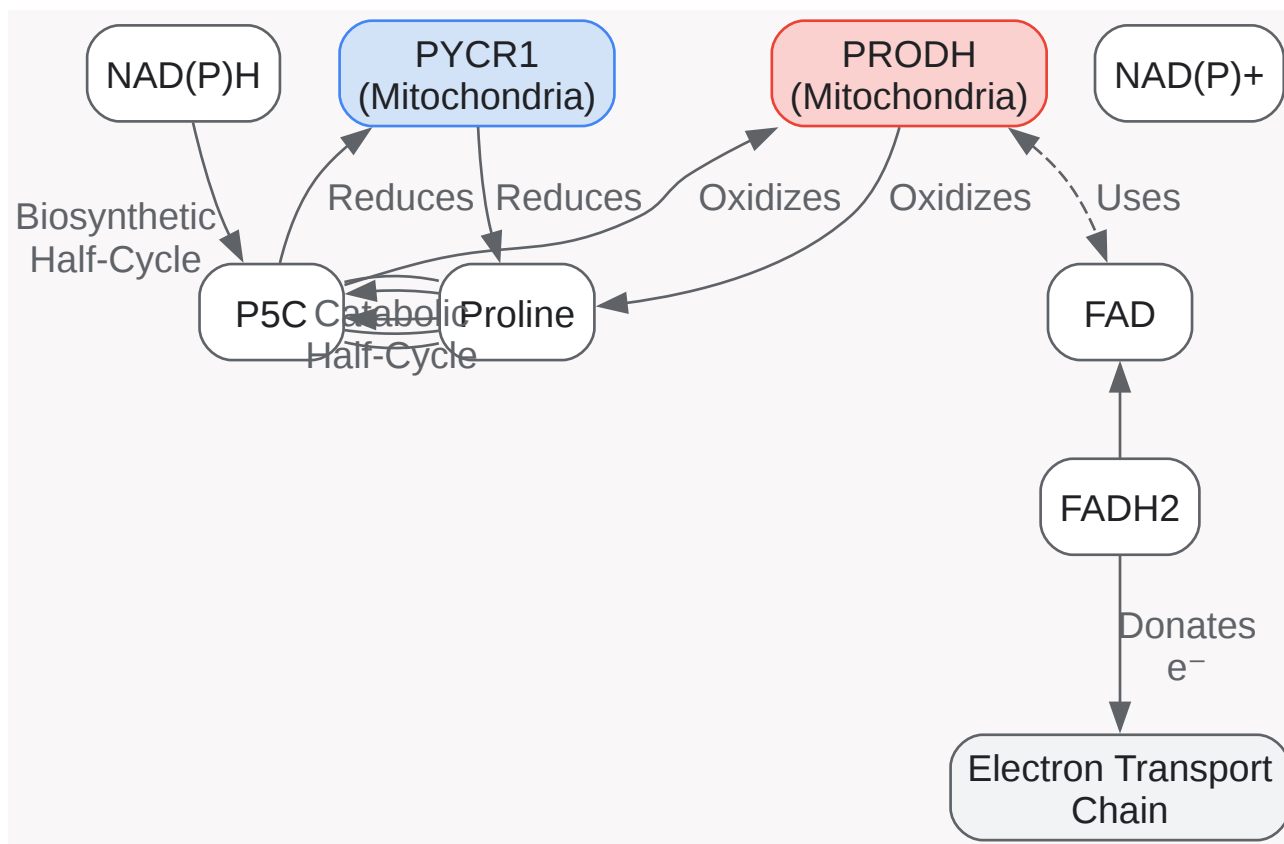 NAD(P)H
PYCR1
(Mitochondria)
PRODH
(Mitochondria)
NAD(P)+
Biosynthetic
Half-Cycle
Reduces
Reduces
Oxidizes
Oxidizes
Uses
P5C
Catabolic
Half-Cycle
Proline
FAD
FADH2
Donates
e⁻
Electron Transport
Chain